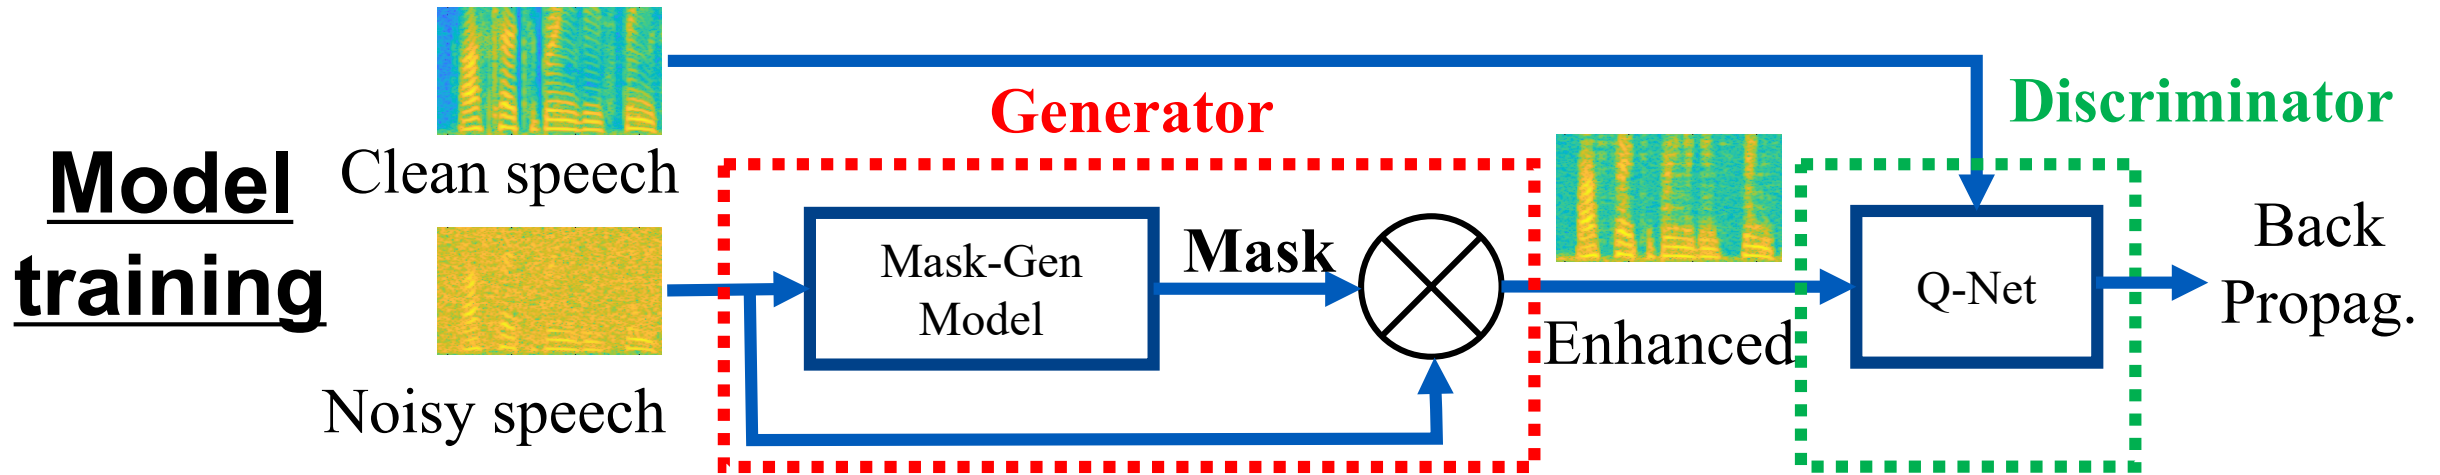 Model
training
Clean speech
Noisy speech
Generator
Mask-Gen
Model
Mask
Enhanced
Discriminator
Q-Net
Back
Propag.